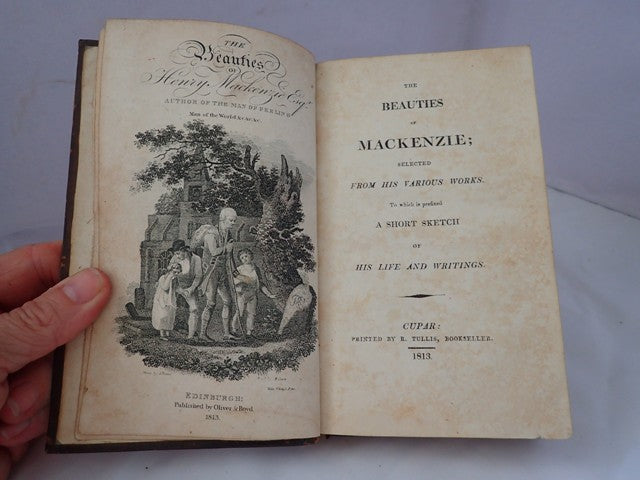 THE
Beauties
OF
Henry Mackenzie Esqr.
AUTHOR OF THE MAN OF FEELING
Man of the World &c &c &c.
EDINBURGH:
Published by Oliver & Boyd.
1813.
THE
BEAUTIES
OF
MACKENZIE;
SELECTED
FROM HIS VARIOUS WORKS.
To which is prefixed
A SHORT SKETCH
OF
HIS LIFE AND WRITINGS.
CUPAR:
PRINTED BY R. TULLIS, BOOKSELLER.
1813.